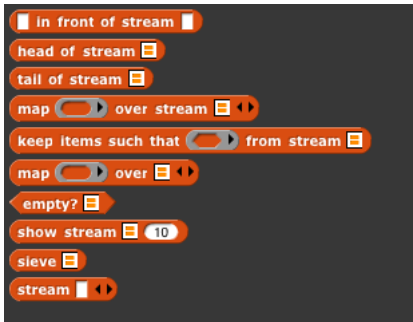 in front of stream
head of stream
tail of stream
map over stream
keep items such that from stream
map over
empty?
show stream 10
sieve
stream